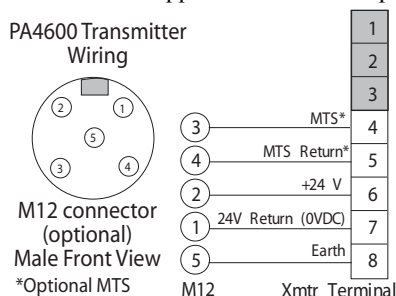 PA4600 Transmitter
Wiring
2
1
5
3
4
M12 connector
(optional)
Male Front View
*Optional MTS
1
2
3
3 MTS* 4
4 MTS Return* 5
2 +24 V 6
1 24V Return (0VDC) 7
5 Earth 8
M12 Xmtr Terminal